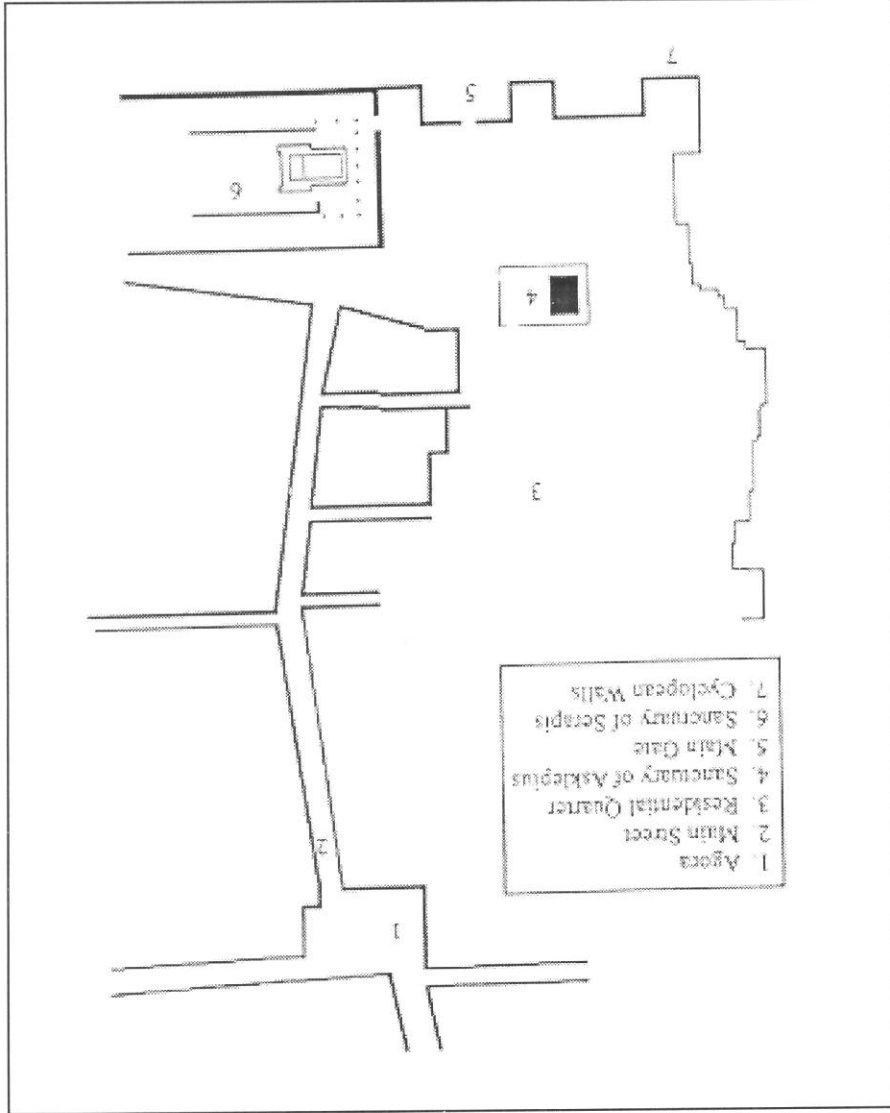 1. Agora
2. Main Street
3. Residential Quarter
4. Sanctuary of Asklepius
5. Main Gate
6. Sanctuary of Serapis
7. Cyclopean Walls
1
2
3
4
6
5
7